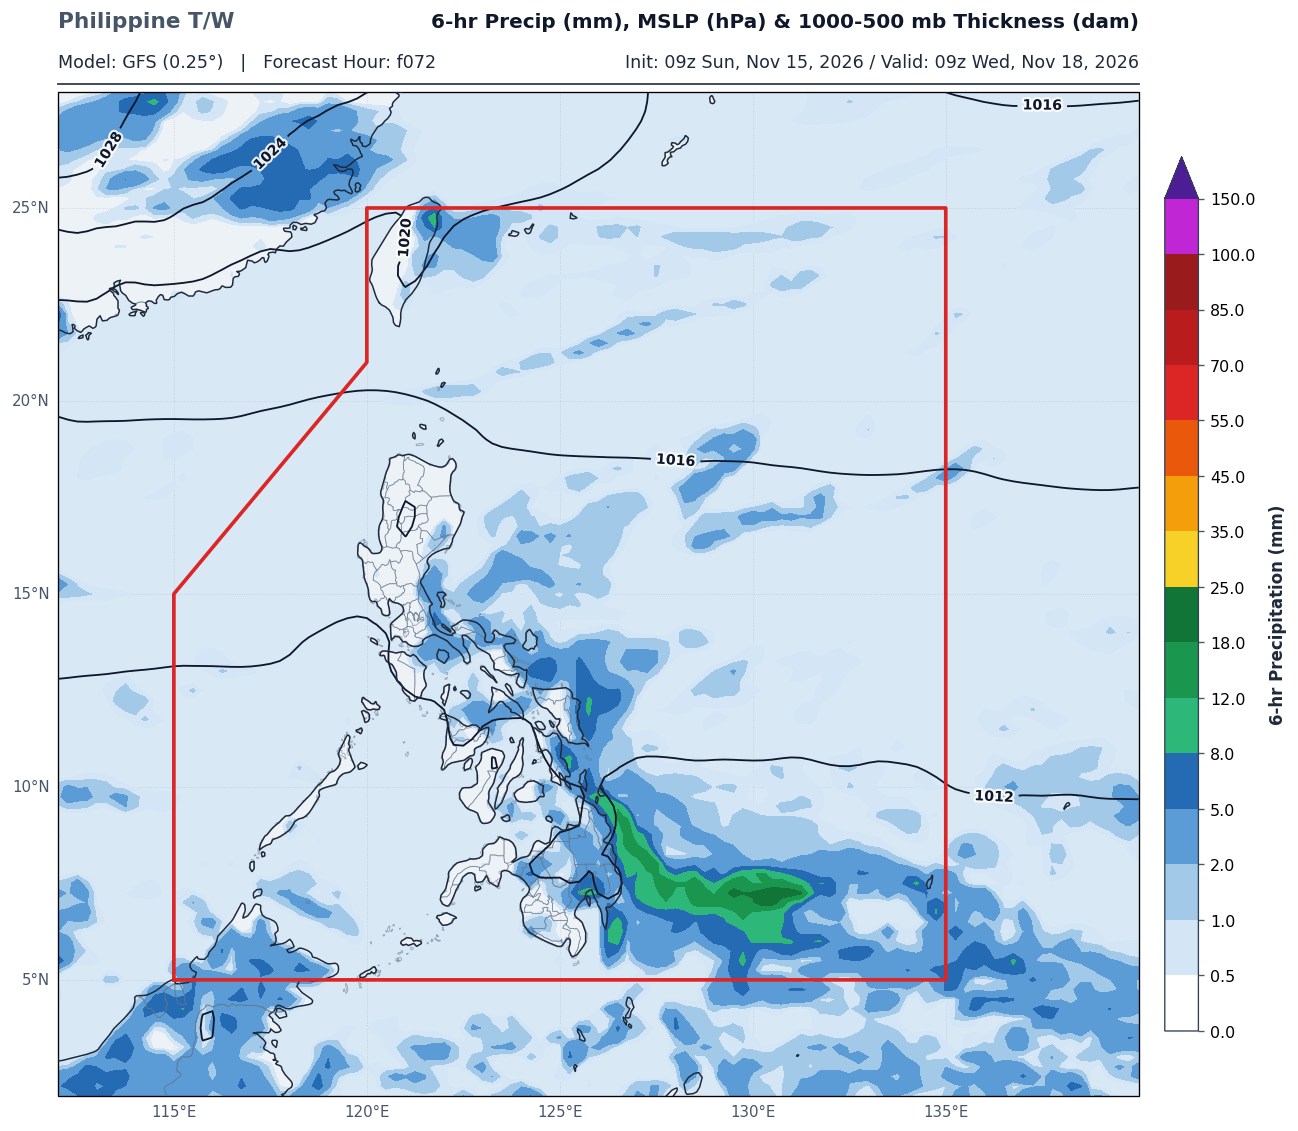 Philippine T/W
6-hr Precip (mm), MSLP (hPa) & 1000-500 mb Thickness (dam)
Model: GFS (0.25°) | Forecast Hour: f072
Init: 09z Sun, Nov 15, 2026 / Valid: 09z Wed, Nov 18, 2026
1016
1028
1024
1020
1016
1012
25°N
20°N
15°N
10°N
5°N
115°E
120°E
125°E
130°E
135°E
150.0
100.0
85.0
70.0
55.0
45.0
35.0
25.0
18.0
12.0
8.0
5.0
2.0
1.0
0.5
0.0
6-hr Precipitation (mm)